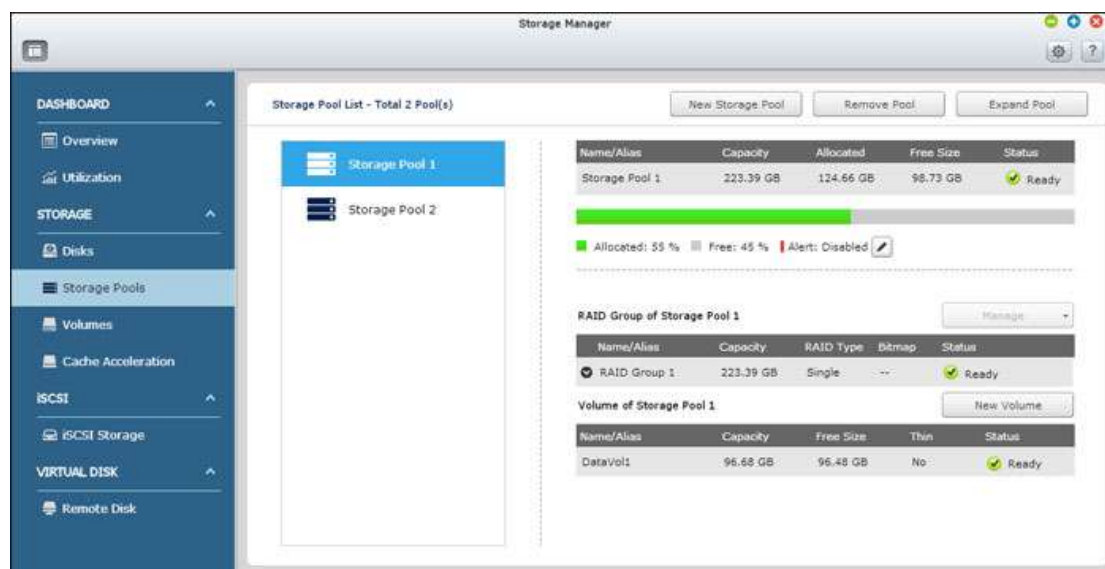 Storage Manager
?
DASHBOARD
Overview
Utilization
STORAGE
Disks
Storage Pools
Volumes
Cache Acceleration
iSCSI
iSCSI Storage
VIRTUAL DISK
Remote Disk
Storage Pool List - Total 2 Pool(s)
New Storage Pool Remove Pool Expand Pool
Storage Pool 1
Storage Pool 2
Name/Alias Capacity Allocated Free Size Status
Storage Pool 1 223.39 GB 124.66 GB 98.73 GB Ready
Allocated: 55 % Free: 45 % Alert: Disabled
RAID Group of Storage Pool 1 Manage
Name/Alias Capacity RAID Type Bitmap Status
RAID Group 1 223.39 GB Single -- Ready
Volume of Storage Pool 1 New Volume
Name/Alias Capacity Free Size Thin Status
DataVol1 96.68 GB 96.48 GB No Ready